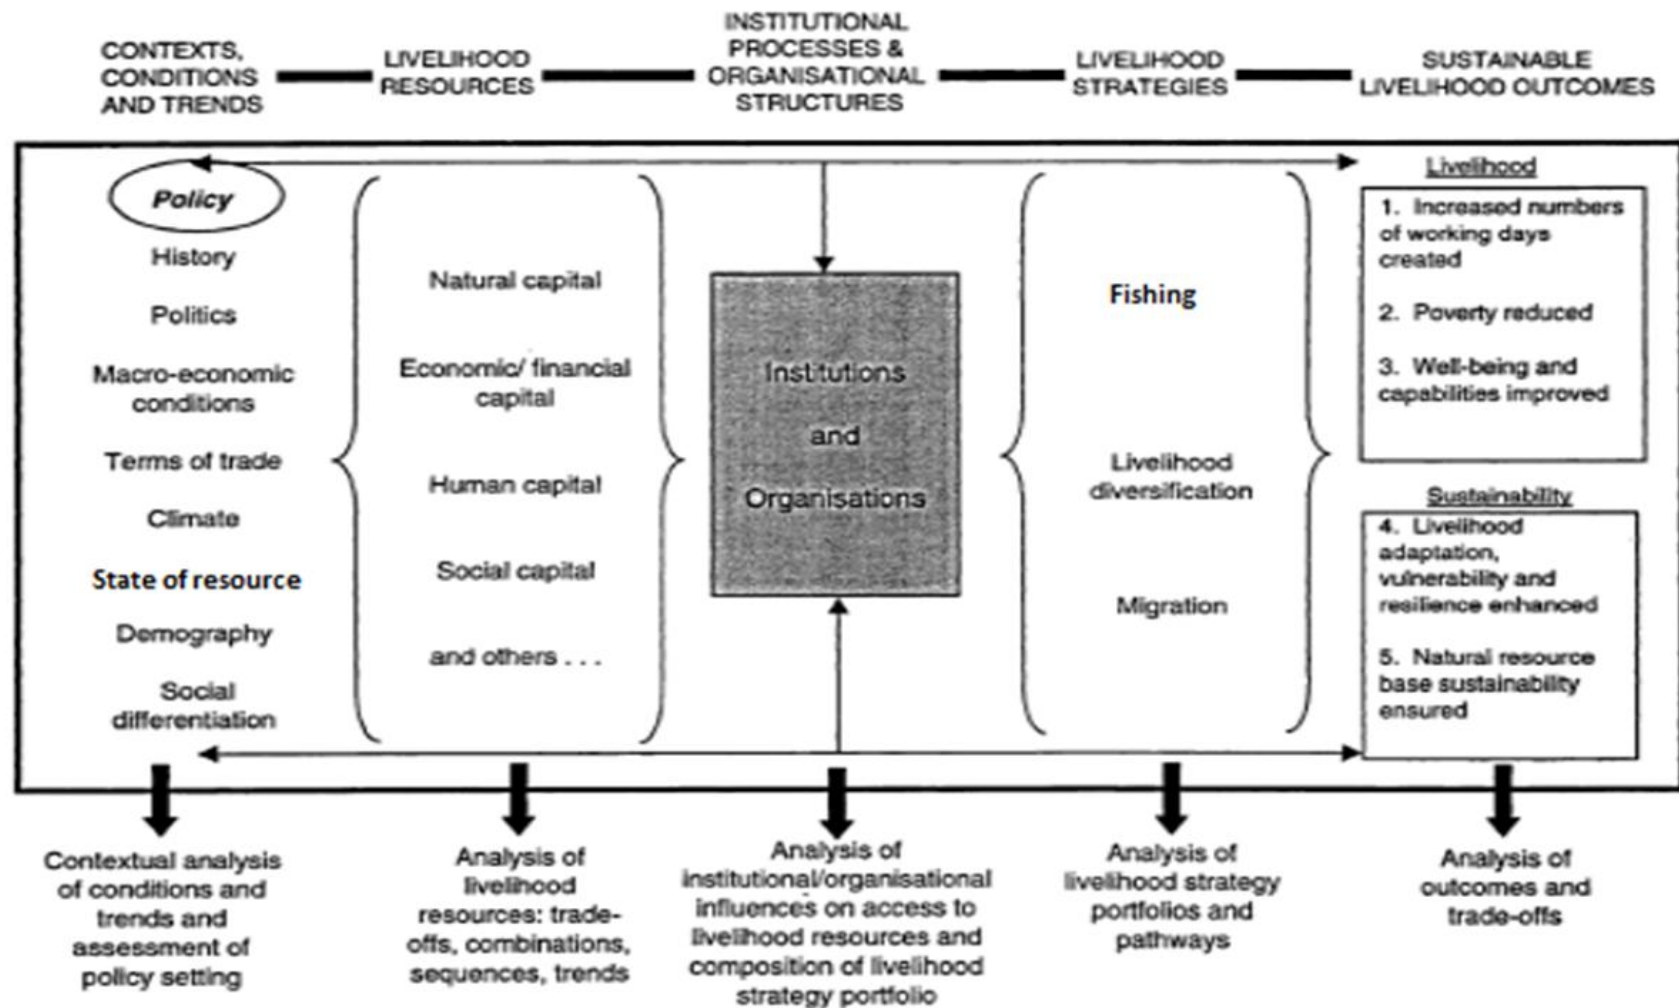 CONTEXTS,
CONDITIONS
AND TRENDS
LIVELIHOOD
RESOURCES
INSTITUTIONAL
PROCESSES &
ORGANISATIONAL
STRUCTURES
LIVELIHOOD
STRATEGIES
SUSTAINABLE
LIVELIHOOD OUTCOMES
Policy
History
Politics
Macro-economic
conditions
Terms of trade
Climate
State of resource
Demography
Social
differentiation
Natural capital
Economic/ financial
capital
Human capital
Social capital
and others . . .
Institutions
and
Organisations
Fishing
Livelihood
diversification
Migration
Livelihood
1. Increased numbers
of working days
created
2. Poverty reduced
3. Well-being and
capabilities improved
Sustainability
4. Livelihood
adaptation,
vulnerability and
resilience enhanced
5. Natural resource
base sustainability
ensured
Contextual analysis
of conditions and
trends and
assessment of
policy setting
Analysis of
livelihood
resources: trade-
offs, combinations,
sequences, trends
Analysis of
institutional/organisational
influences on access to
livelihood resources and
composition of livelihood
strategy portfolio
Analysis of
livelihood strategy
portfolios and
pathways
Analysis of
outcomes and
trade-offs